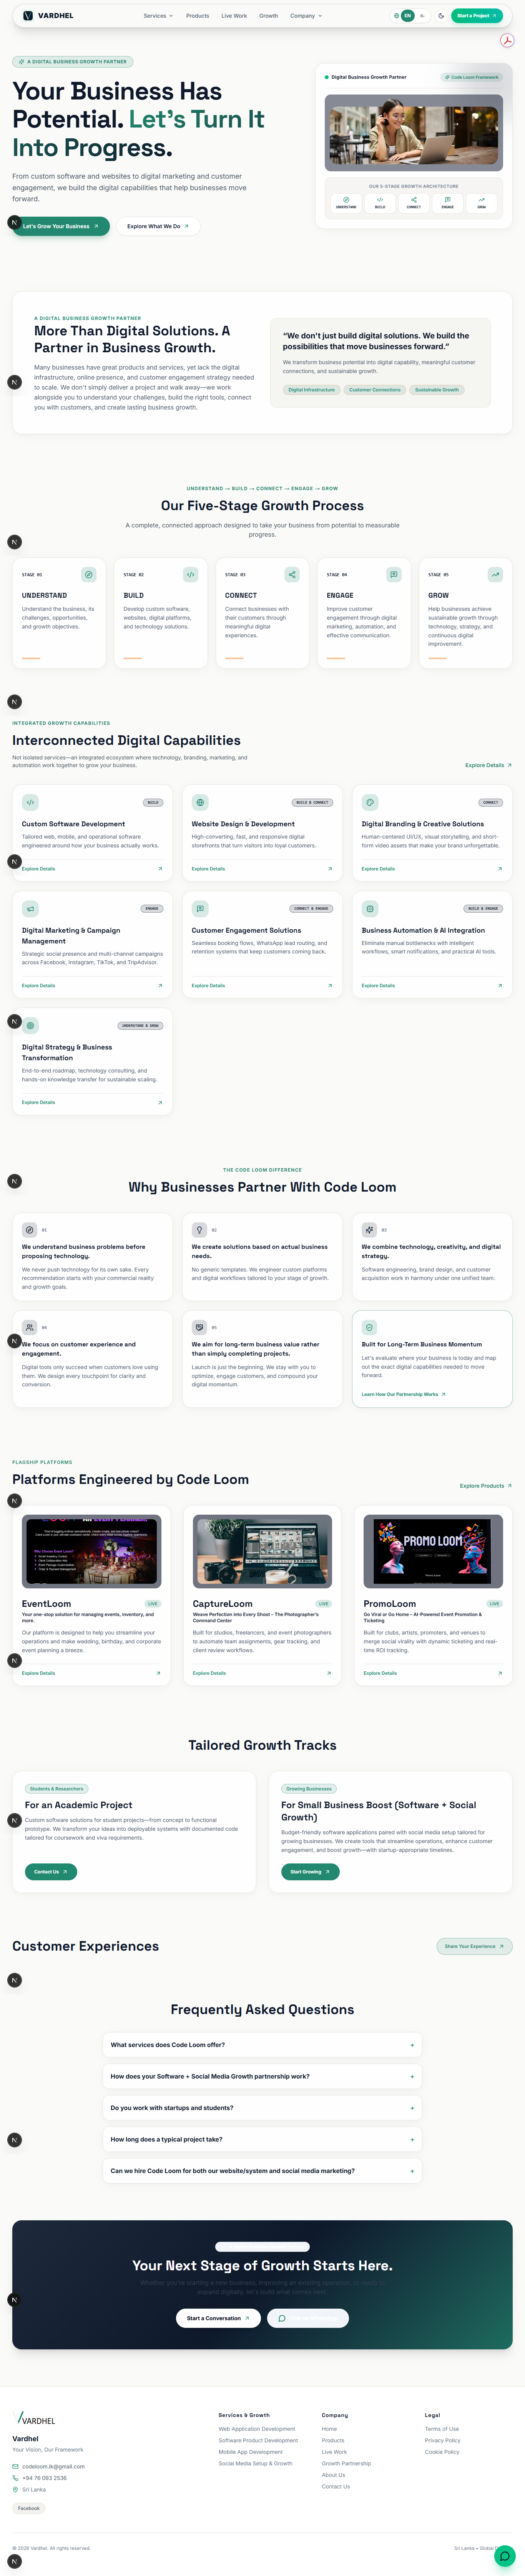 VARDHEL
Services
Products
Live Work
Growth
Company
EN
Start a Project
A DIGITAL BUSINESS GROWTH PARTNER
Your Business Has
Potential. Let's Turn It
Into Progress.
From custom software and websites to digital marketing and customer
engagement, we build the digital capabilities that help businesses move
forward.
Let's Grow Your Business
Explore What We Do
Digital Business Growth Partner
Code Loom Framework
OUR 5-STAGE GROWTH ARCHITECTURE
UNDERSTAND
BUILD
CONNECT
ENGAGE
GROW
A DIGITAL BUSINESS GROWTH PARTNER
More Than Digital Solutions. A
Partner in Business Growth.
Many businesses have great products and services, yet lack the digital
infrastructure, online presence, and customer engagement strategy needed
to scale. We don't simply deliver a project and walk away—we work
alongside you to understand your challenges, build the right tools, connect
you with customers, and create lasting business growth.
“We don't just build digital solutions. We build the
possibilities that move businesses forward.”
We transform business potential into digital capability, meaningful customer
connections, and sustainable growth.
Digital Infrastructure
Customer Connections
Sustainable Growth
UNDERSTAND → BUILD → CONNECT → ENGAGE → GROW
Our Five-Stage Growth Process
A complete, connected approach designed to take your business from potential to measurable
progress.
STAGE 01
UNDERSTAND
Understand the business, its
challenges, opportunities,
and growth objectives.
STAGE 02
BUILD
Develop custom software,
websites, digital platforms,
and technology solutions.
STAGE 03
CONNECT
Connect businesses with
their customers through
meaningful digital
experiences.
STAGE 04
ENGAGE
Improve customer
engagement through digital
marketing, automation, and
effective communication.
STAGE 05
GROW
Help businesses achieve
sustainable growth through
technology, strategy, and
continuous digital
improvement.
INTEGRATED GROWTH CAPABILITIES
Interconnected Digital Capabilities
Not isolated services—an integrated ecosystem where technology, branding, marketing, and
automation work together to grow your business.
Explore Details
BUILD
Custom Software Development
Tailored web, mobile, and operational software
engineered around how your business actually works.
Explore Details
BUILD & CONNECT
Website Design & Development
High-converting, fast, and responsive digital
storefronts that turn visitors into loyal customers.
Explore Details
CONNECT
Digital Branding & Creative Solutions
Human-centered UI/UX, visual storytelling, and short-
form video assets that make your brand unforgettable.
Explore Details
ENGAGE
Digital Marketing & Campaign
Management
Strategic social presence and multi-channel campaigns
across Facebook, Instagram, TikTok, and TripAdvisor.
Explore Details
CONNECT & ENGAGE
Customer Engagement Solutions
Seamless booking flows, WhatsApp lead routing, and
retention systems that keep customers coming back.
Explore Details
BUILD & ENGAGE
Business Automation & AI Integration
Eliminate manual bottlenecks with intelligent
workflows, smart notifications, and practical AI tools.
Explore Details
UNDERSTAND & GROW
Digital Strategy & Business
Transformation
End-to-end roadmap, technology consulting, and
hands-on knowledge transfer for sustainable scaling.
Explore Details
THE CODE LOOM DIFFERENCE
Why Businesses Partner With Code Loom
01
We understand business problems before
proposing technology.
We never push technology for its own sake. Every
recommendation starts with your commercial reality
and growth goals.
02
We create solutions based on actual business
needs.
No generic templates. We engineer custom platforms
and digital workflows tailored to your stage of growth.
03
We combine technology, creativity, and digital
strategy.
Software engineering, brand design, and customer
acquisition work in harmony under one unified team.
04
We focus on customer experience and
engagement.
Digital tools only succeed when customers love using
them. We design every touchpoint for clarity and
conversion.
05
We aim for long-term business value rather
than simply completing projects.
Launch is just the beginning. We stay with you to
optimize, engage customers, and compound your
digital momentum.
Built for Long-Term Business Momentum
Let's evaluate where your business is today and map
out the exact digital capabilities needed to move
forward.
Learn How Our Partnership Works
FLAGSHIP PLATFORMS
Platforms Engineered by Code Loom
Explore Products
EventLoom
LIVE
Your one-stop solution for managing events, inventory, and
more.
Our platform is designed to help you streamline your
operations and make wedding, birthday, and corporate
event planning a breeze.
Explore Details
CaptureLoom
LIVE
Weave Perfection into Every Shoot – The Photographer's
Command Center
Built for studios, freelancers, and event photographers
to automate team assignments, gear tracking, and
client review workflows.
Explore Details
PROMO LOOM
PromoLoom
LIVE
Go Viral or Go Home – AI-Powered Event Promotion &
Ticketing
Built for clubs, artists, promoters, and venues to
merge social virality with dynamic ticketing and real-
time ROI tracking.
Explore Details
Tailored Growth Tracks
Students & Researchers
For an Academic Project
Custom software solutions for student projects—from concept to functional
prototype. We transform your ideas into deployable systems with documented code
tailored for coursework and viva requirements.
Contact Us
Growing Businesses
For Small Business Boost (Software + Social
Growth)
Budget-friendly software applications paired with social media setup tailored for
growing businesses. We create tools that streamline operations, enhance customer
engagement, and boost growth—with startup-appropriate timelines.
Start Growing
Customer Experiences
Share Your Experience
Frequently Asked Questions
What services does Code Loom offer?
+
How does your Software + Social Media Growth partnership work?
+
Do you work with startups and students?
+
How long does a typical project take?
+
Can we hire Code Loom for both our website/system and social media marketing?
+
Your Next Stage of Growth Starts Here.
Start a Conversation
VARDHEL
Vardhel
Your Vision, Our Framework
codeloom.lk@gmail.com
+94 76 093 2536
Sri Lanka
Facebook
Services & Growth
Web Application Development
Software Product Development
Mobile App Development
Social Media Setup & Growth
Company
Home
Products
Live Work
Growth Partnership
About Us
Contact Us
Legal
Terms of Use
Privacy Policy
Cookie Policy
© 2026 Vardhel. All rights reserved.
Sri Lanka • Global